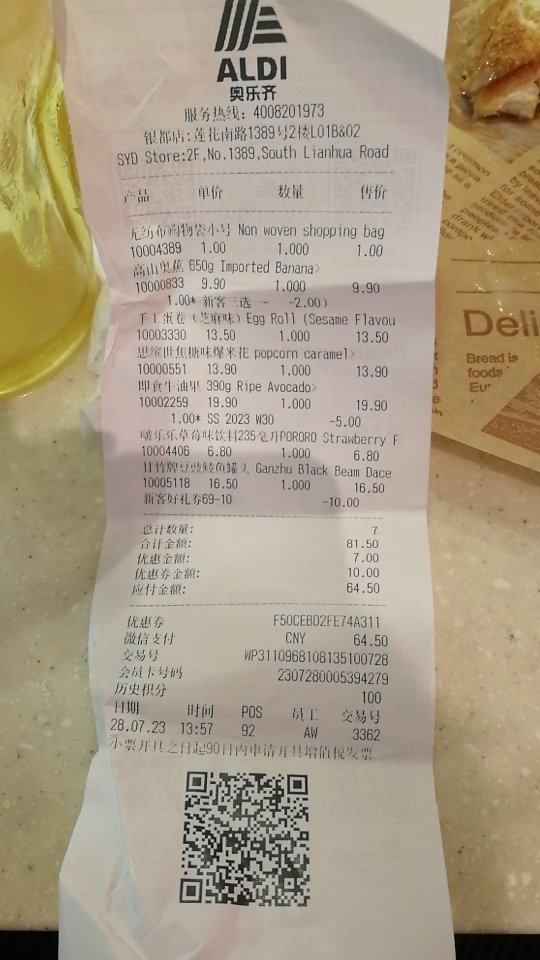 ALDI
奥乐齐
服务热线: 4008201973
银都店:莲花南路1389号2楼L01B&02
SYD Store:2F,No.1389,South Lianhua Road
产品 单价 数量 售价
无纺布购物袋小号 Non woven shopping bag
10004389 1.00 1.000 1.00
高山奥蕉 650g Imported Banana>
10000833 9.90 1.000 9.90
1.00* 新客三选一 -2.00)
手工蛋卷（芝麻味）Egg Roll (Sesame Flavou
10003330 13.50 1.000 13.50
思缤世焦糖味爆米花 popcorn caramel>
10000551 13.90 1.000 13.90
即食牛油果 390g Ripe Avocado>
10002259 19.90 1.000 19.90
1.00* SS 2023 W30 -5.00
啵乐乐草莓味饮料235毫升PORORO Strawberry F
10004406 6.80 1.000 6.80
甘竹牌豆豉鲮鱼罐头 Ganzhu Black Beam Dace
10005118 16.50 1.000 16.50
新客好礼券69-10 -10.00
总计数量: 7
合计金额: 81.50
优惠金额: 7.00
优惠券金额: 10.00
应付金额: 64.50
优惠券 F50CEBD2FE74A311
微信支付 CNY 64.50
交易号 WP3110968108135100728
会员卡号码 2307280005394279
历史积分 100
日期 时间 POS 员工 交易号
28.07.23 13:57 92 AW 3362
小票开具之日起90日内申请开具增值税发票
Deli
Bread is
foods
Eur